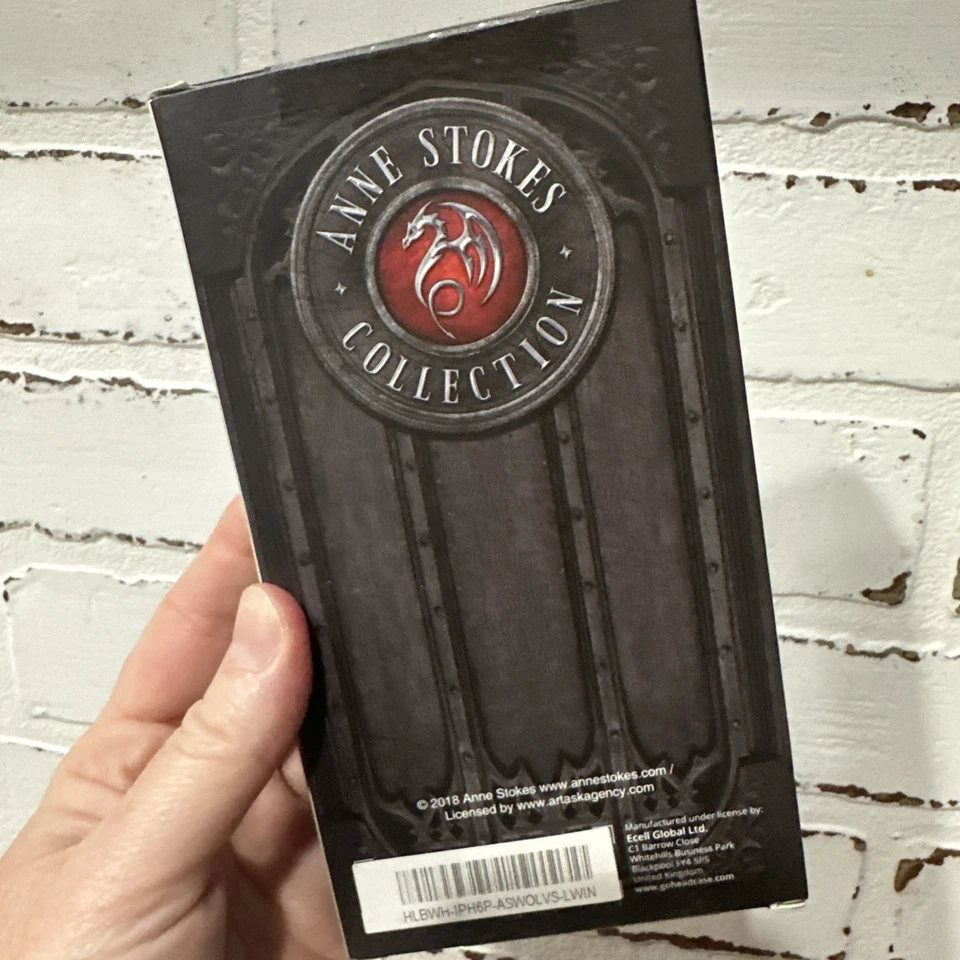 ANNE STOKES
COLLECTION
© 2018 Anne Stokes www.annestokes.com /
Licensed by www.artaskagency.com
Manufactured under license by:
Ecell Global Ltd.
C1 Barrow Close
Whitehills Business Park
Blackpool FY4 5PS
United Kingdom
www.goheadcase.com
HLBWH-IPH6P-ASWOLVS-LWIN